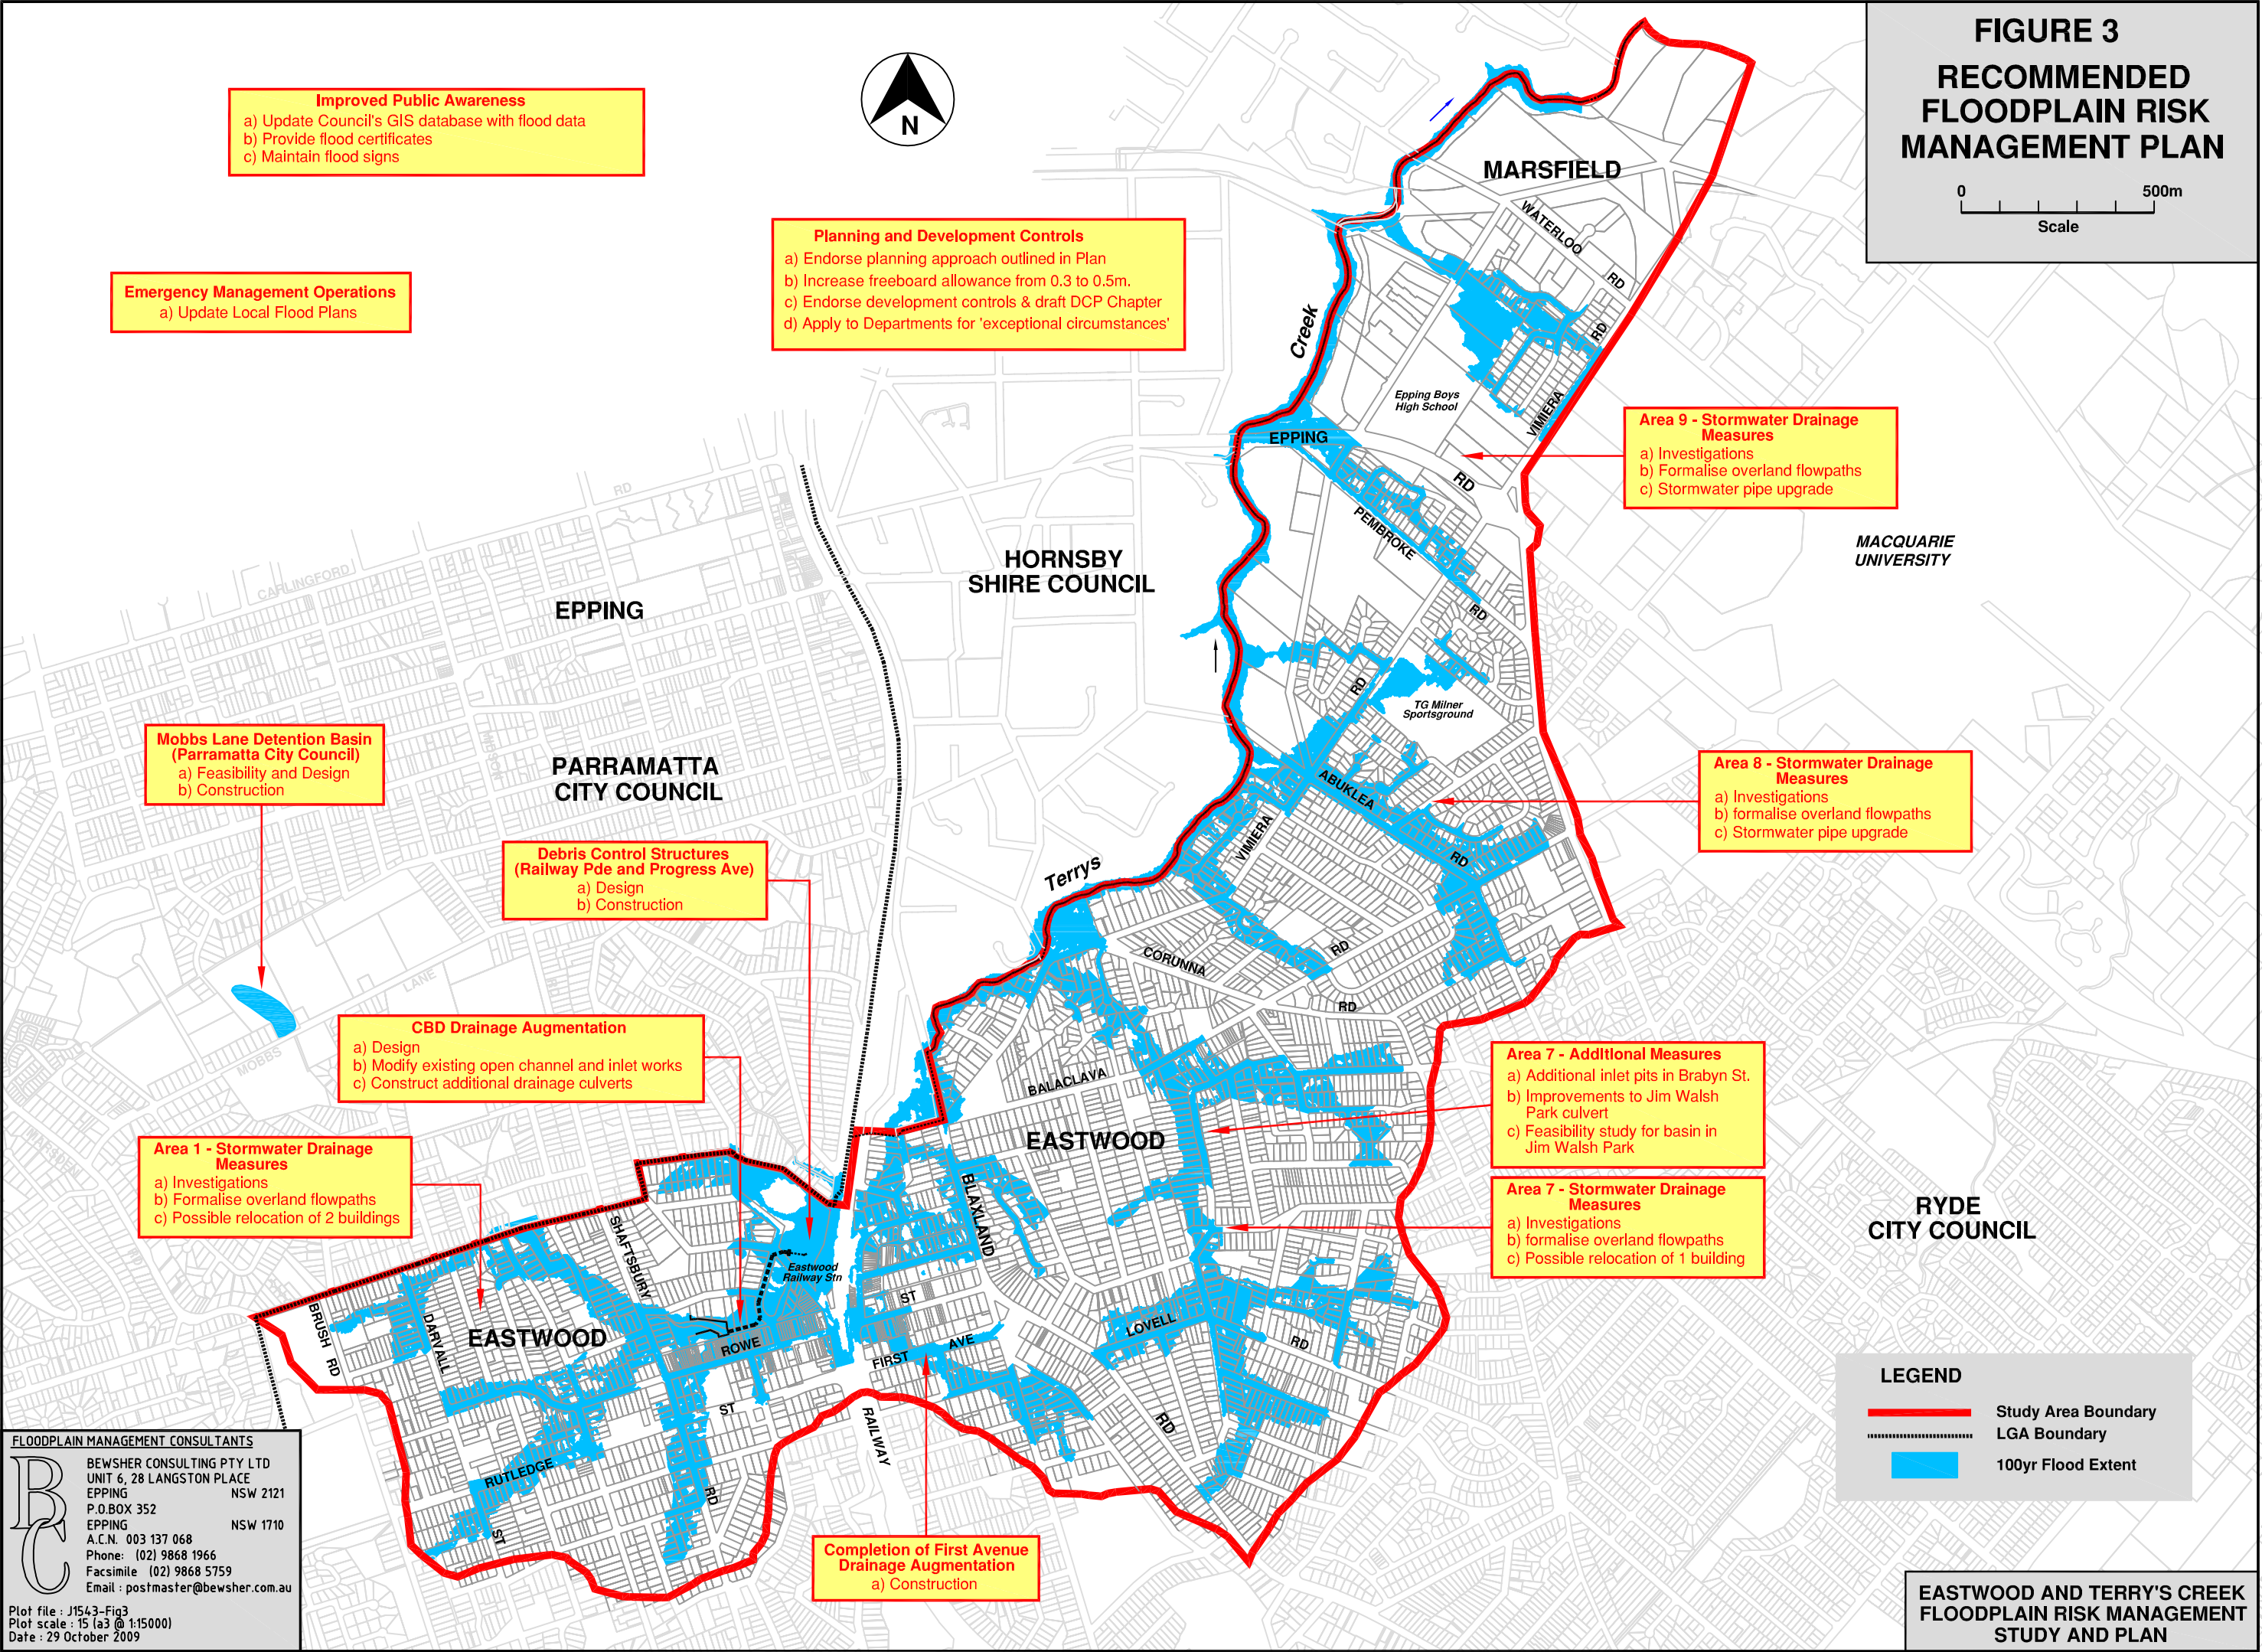 FIGURE 3
RECOMMENDED
FLOODPLAIN RISK
MANAGEMENT PLAN
0 500m
Scale
N
Improved Public Awareness
a) Update Council's GIS database with flood data
b) Provide flood certificates
c) Maintain flood signs
Planning and Development Controls
a) Endorse planning approach outlined in Plan
b) Increase freeboard allowance from 0.3 to 0.5m.
c) Endorse development controls & draft DCP Chapter
d) Apply to Departments for 'exceptional circumstances'
Emergency Management Operations
a) Update Local Flood Plans
MARSFIELD
WATERLOO
RD
Creek
RD
Epping Boys
High School
VIMIERA
EPPING
RD
Area 9 - Stormwater Drainage
Measures
a) Investigations
b) Formalise overland flowpaths
c) Stormwater pipe upgrade
RD
PEMBROKE
RD
MACQUARIE
UNIVERSITY
HORNSBY
SHIRE COUNCIL
CARLINGFORD
EPPING
RD
TG Milner
Sportsground
Mobbs Lane Detention Basin
(Parramatta City Council)
a) Feasibility and Design
b) Construction
PARRAMATTA
CITY COUNCIL
ABUKLEA
RD
VIMIERA
Area 8 - Stormwater Drainage
Measures
a) Investigations
b) formalise overland flowpaths
c) Stormwater pipe upgrade
Debris Control Structures
(Railway Pde and Progress Ave)
a) Design
b) Construction
Terrys
CORUNNA
RD
RD
LANE
MOBBS
CBD Drainage Augmentation
a) Design
b) Modify existing open channel and inlet works
c) Construct additional drainage culverts
BALACLAVA
EASTWOOD
Area 7 - Additional Measures
a) Additional inlet pits in Brabyn St.
b) Improvements to Jim Walsh
Park culvert
c) Feasibility study for basin in
Jim Walsh Park
Area 1 - Stormwater Drainage
Measures
a) Investigations
b) Formalise overland flowpaths
c) Possible relocation of 2 buildings
Area 7 - Stormwater Drainage
Measures
a) Investigations
b) formalise overland flowpaths
c) Possible relocation of 1 building
RYDE
CITY COUNCIL
SHAFTSBURY
BLAXLAND
Eastwood
Railway Stn
ST
BRUSH RD
DARVALL
EASTWOOD
ROWE
FIRST AVE
LOVELL
RD
ST
RAILWAY
RD
RUTLEDGE
ST
RD
Completion of First Avenue
Drainage Augmentation
a) Construction
LEGEND
Study Area Boundary
LGA Boundary
100yr Flood Extent
FLOODPLAIN MANAGEMENT CONSULTANTS
BC
BEWSHER CONSULTING PTY LTD
UNIT 6, 28 LANGSTON PLACE
EPPING NSW 2121
P.O.BOX 352
EPPING NSW 1710
A.C.N. 003 137 068
Phone: (02) 9868 1966
Facsimile (02) 9868 5759
Email : postmaster@bewsher.com.au
Plot file : J1543-Fig3
Plot scale : 15 (a3 @ 1:15000)
Date : 29 October 2009
EASTWOOD AND TERRY'S CREEK
FLOODPLAIN RISK MANAGEMENT
STUDY AND PLAN